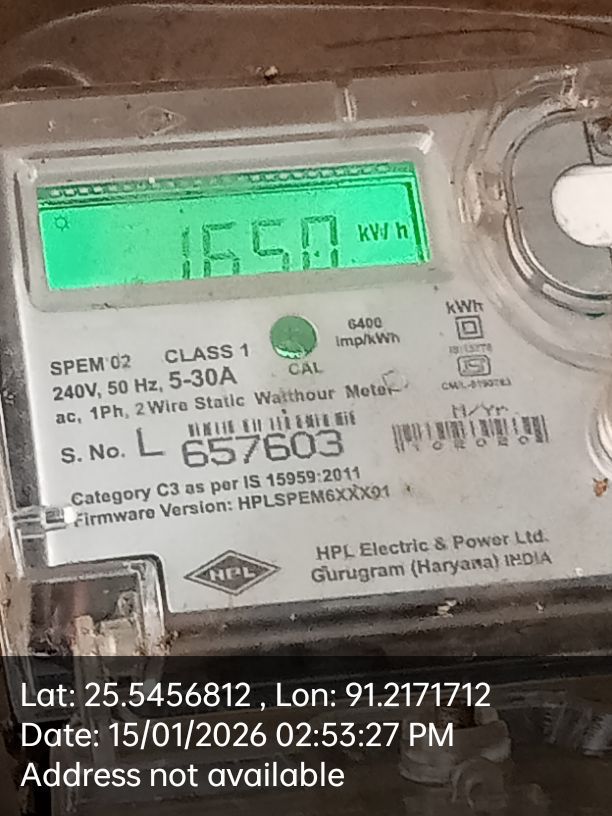 1650 kWh
6400
imp/kWh
kWh
SPEM 02 CLASS 1
CAL
240V, 50 Hz, 5-30A
ac, 1Ph, 2 Wire Static Watthour Meter
M/Yr.
S. No. L 657603
Category C3 as per IS 15959:2011
Firmware Version: HPLSPEM6XXX01
HPL
HPL Electric & Power Ltd.
Gurugram (Haryana) INDIA
Lat: 25.5456812 , Lon: 91.2171712
Date: 15/01/2026 02:53:27 PM
Address not available